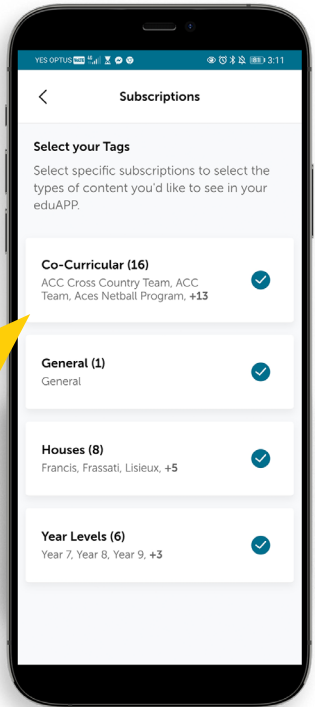 YES OPTUS 3:11
Subscriptions
Select your Tags
Select specific subscriptions to select the
types of content you'd like to see in your
eduAPP.
Co-Curricular (16)
ACC Cross Country Team, ACC
Team, Aces Netball Program, +13
General (1)
General
Houses (8)
Francis, Frassati, Lisieux, +5
Year Levels (6)
Year 7, Year 8, Year 9, +3